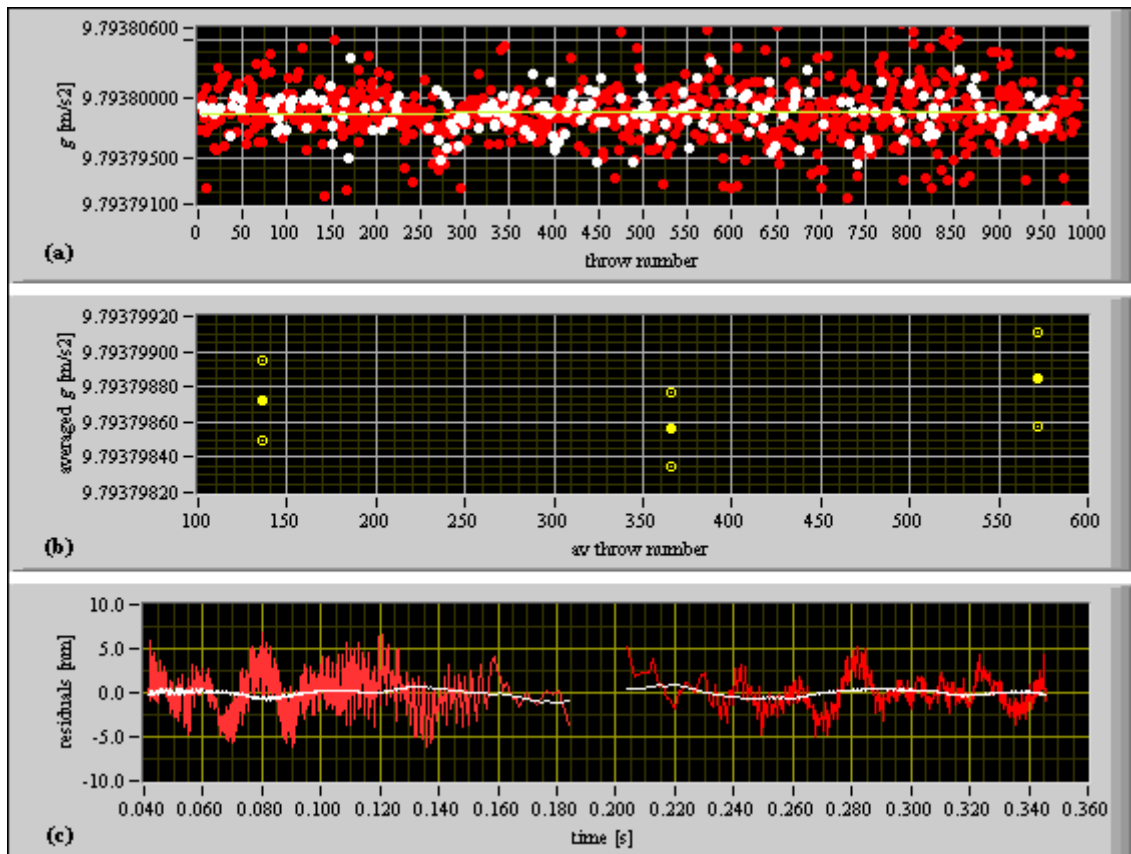 9.79380600
9.79380000
9.79379500
9.79379100
g [m/s2]
0 50 100 150 200 250 300 350 400 450 500 550 600 650 700 750 800 850 900 950 1000
(a)
throw number
9.79379920
9.79379900
9.79379880
9.79379860
9.79379840
9.79379820
averaged g [m/s2]
100 150 200 250 300 350 400 450 500 550 600
(b)
av throw number
10.0
5.0
0.0
-5.0
-10.0
residuals [nm]
0.040 0.060 0.080 0.100 0.120 0.140 0.160 0.180 0.200 0.220 0.240 0.260 0.280 0.300 0.320 0.340 0.360
(c)
time [s]